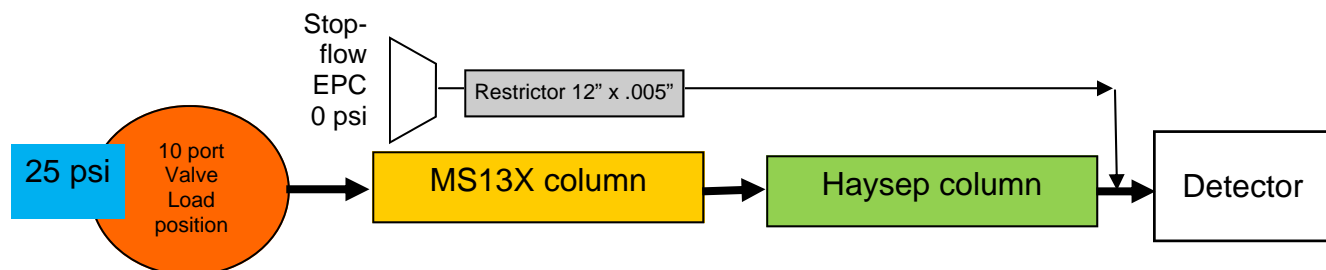 Stop-
flow
EPC
0 psi
Restrictor 12” x .005”
25 psi
10 port
Valve
Load
position
MS13X column
Haysep column
Detector